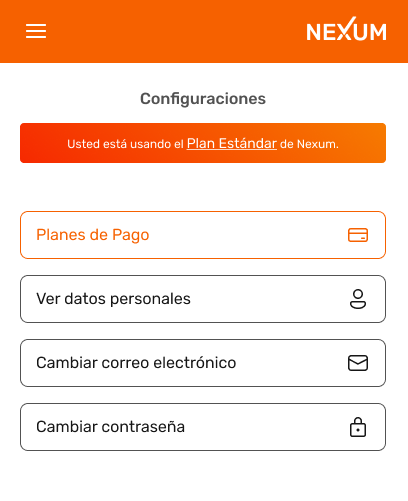 NEXUM
Configuraciones
Usted está usando el Plan Estándar de Nexum.
Planes de Pago
Ver datos personales
Cambiar correo electrónico
Cambiar contraseña